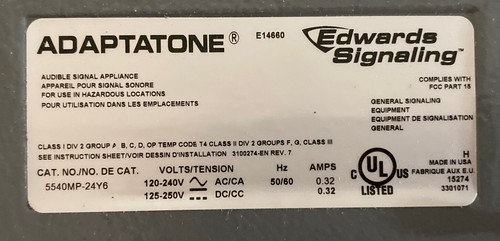 ADAPTATONE® E14660
Edwards
Signaling™
AUDIBLE SIGNAL APPLIANCE
APPAREIL POUR SIGNAL SONORE
FOR USE IN HAZARDOUS LOCATIONS
POUR UTILISATION DANS LES EMPLACEMENTS
COMPLIES WITH
FCC PART 15
GENERAL SIGNALING
EQUIPMENT
EQUIPMENT DE SIGNALISATION
GENERAL
CLASS I DIV 2 GROUP A, B, C, D, OP TEMP CODE T4 CLASS II DIV 2 GROUPS F, G, CLASS III
SEE INSTRUCTION SHEET/VOIR DESSIN D'INSTALLATION 3100274-EN REV. 7
CAT. NO./NO. DE CAT. VOLTS/TENSION Hz AMPS
5540MP-24Y6 120-240V AC/CA 50/60 0.32
125-250V DC/CC 0.32
C UL US
LISTED
H
MADE IN USA
FABRIQUE AUX E.U.
15274
3301071